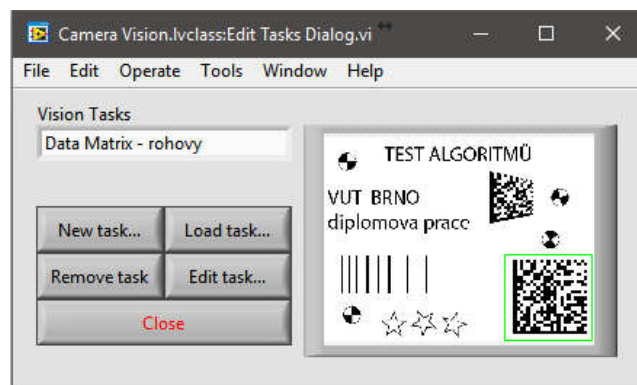 Camera Vision.lvclass:Edit Tasks Dialog.vi
File Edit Operate Tools Window Help
Vision Tasks
Data Matrix - rohovy
New task... Load task...
Remove task Edit task...
Close
TEST ALGORITMÜ
VUT BRNO
diplomova prace